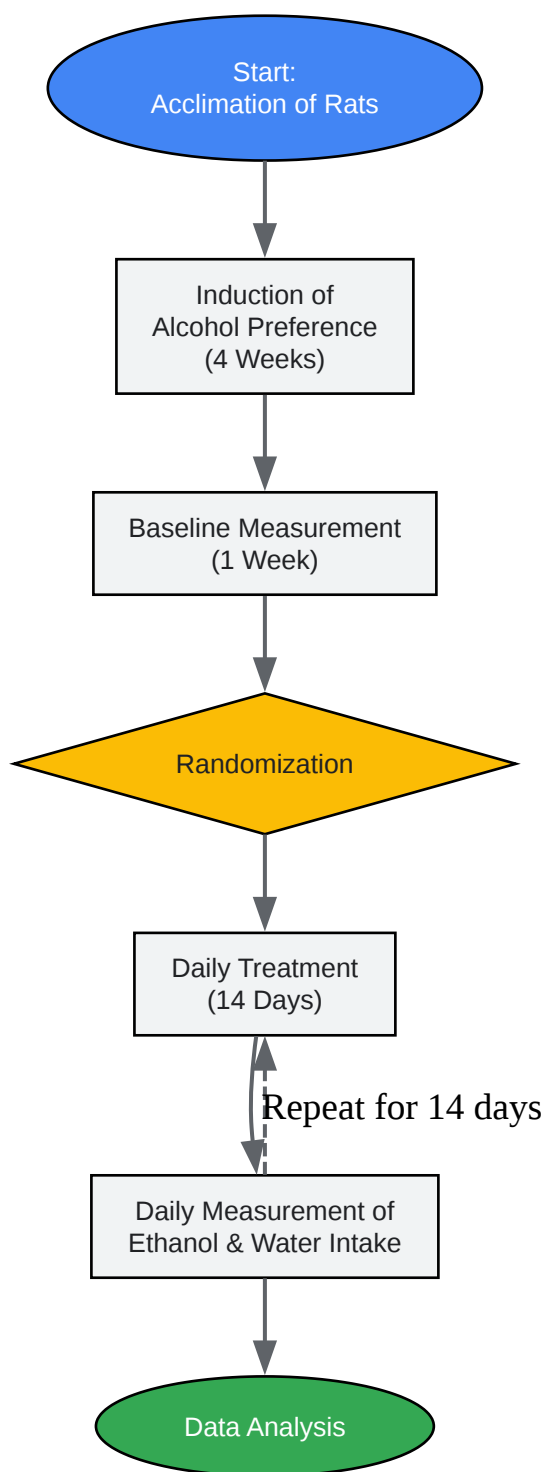 Start:
Acclimation of Rats
Induction of
Alcohol Preference
(4 Weeks)
Baseline Measurement
(1 Week)
Randomization
Daily Treatment
(14 Days)
Repeat for 14 days
Daily Measurement of
Ethanol & Water Intake
Data Analysis